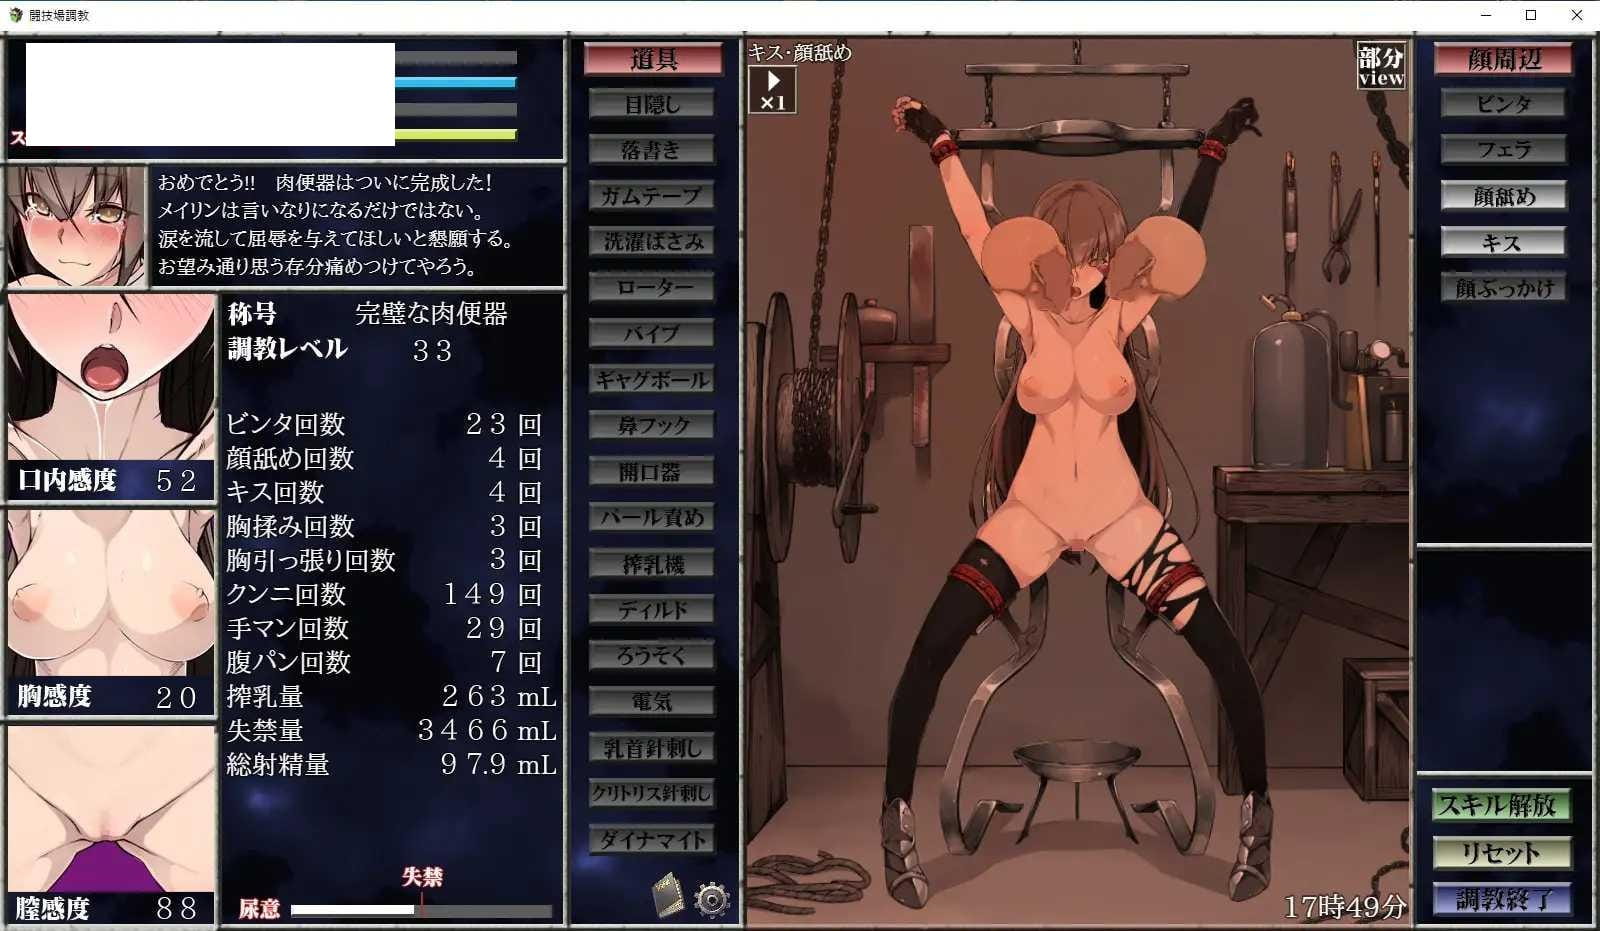 闘技場調教
ス
おめでとう!! 肉便器はついに完成した!
メイリンは言いなりになるだけではない。
涙を流して屈辱を与えてほしいと懇願する。
お望み通り思う存分痛めつけてやろう。
口内感度 52
胸感度 20
膣感度 88
称号 完璧な肉便器
調教レベル 33
ビンタ回数 23 回
顔舐め回数 4 回
キス回数 4 回
胸揉み回数 3 回
胸引っ張り回数 3 回
クンニ回数 149 回
手マン回数 29 回
腹パン回数 7 回
搾乳量 263 mL
失禁量 3466 mL
総射精量 97.9 mL
失禁
尿意
道具
目隠し
落書き
ガムテープ
洗濯ばさみ
ローター
バイブ
ギャグボール
鼻フック
開口器
パール責め
搾乳機
ディルド
ろうそく
電気
乳首針刺し
クリトリス針刺し
ダイナマイト
キス・顔舐め
×1
部分
view
17時49分
顔周辺
ビンタ
フェラ
顔舐め
キス
顔ぶっかけ
スキル解放
リセット
調教終了